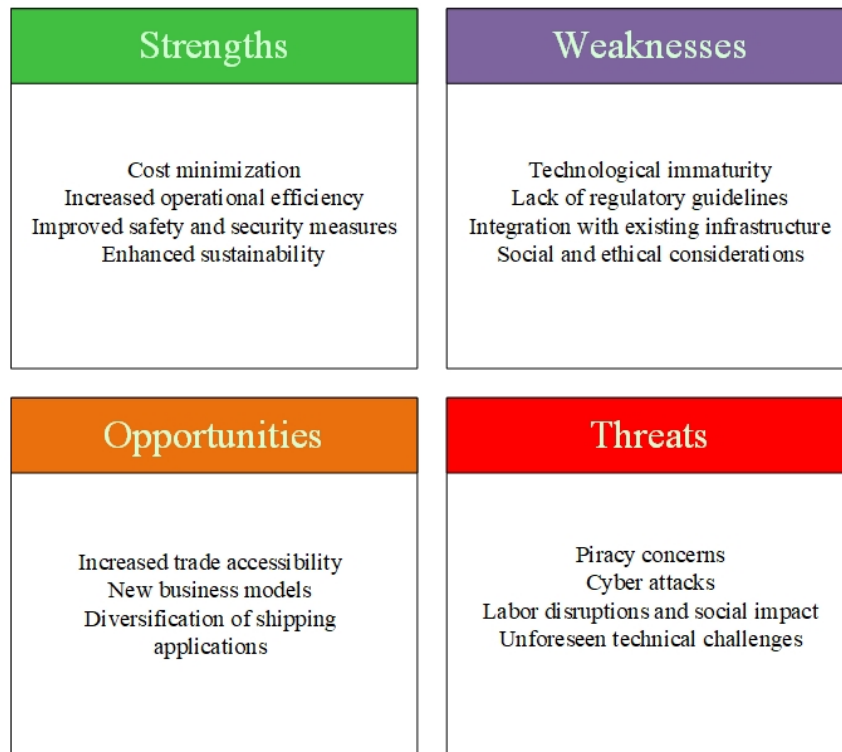 Strengths
Cost minimization
Increased operational efficiency
Improved safety and security measures
Enhanced sustainability
Weaknesses
Technological immaturity
Lack of regulatory guidelines
Integration with existing infrastructure
Social and ethical considerations
Opportunities
Increased trade accessibility
New business models
Diversification of shipping
applications
Threats
Piracy concerns
Cyber attacks
Labor disruptions and social impact
Unforeseen technical challenges